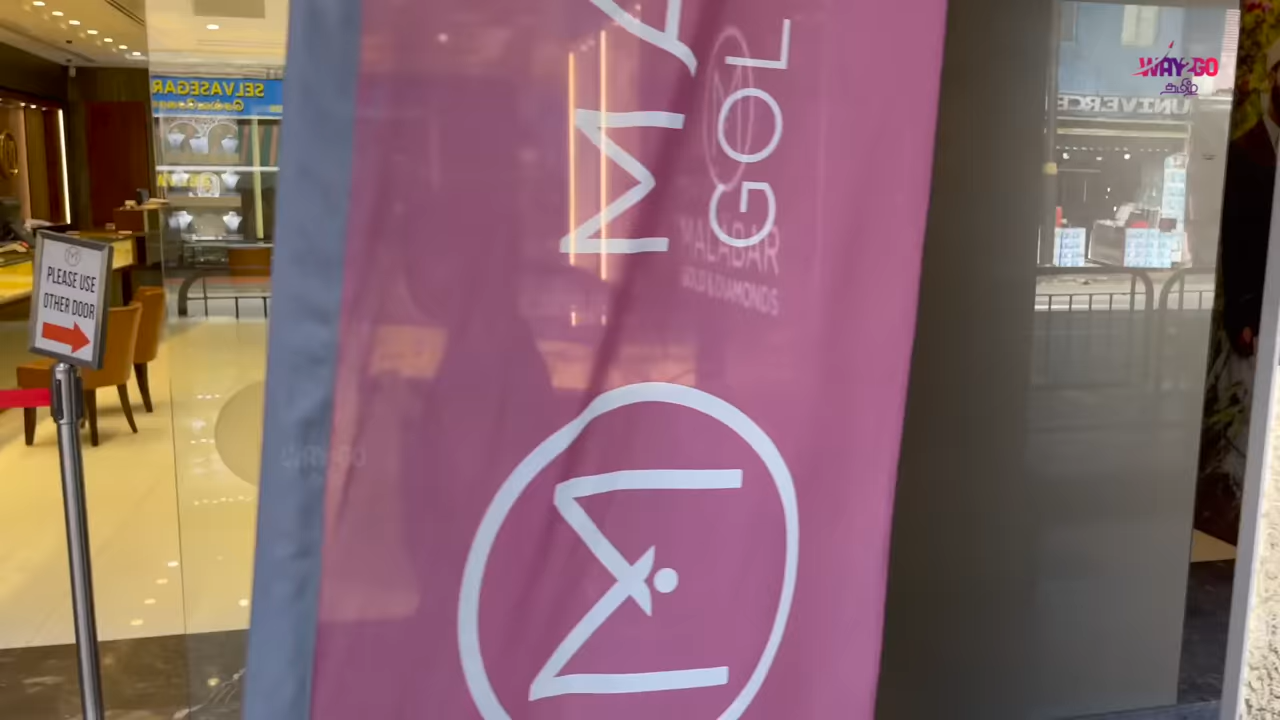 SELVASEGAR
WAY2GO
தமிழ்
UNIVERCE
PLEASE USE
OTHER DOOR
MA
GOL
MALABAR
GOLD & DIAMONDS